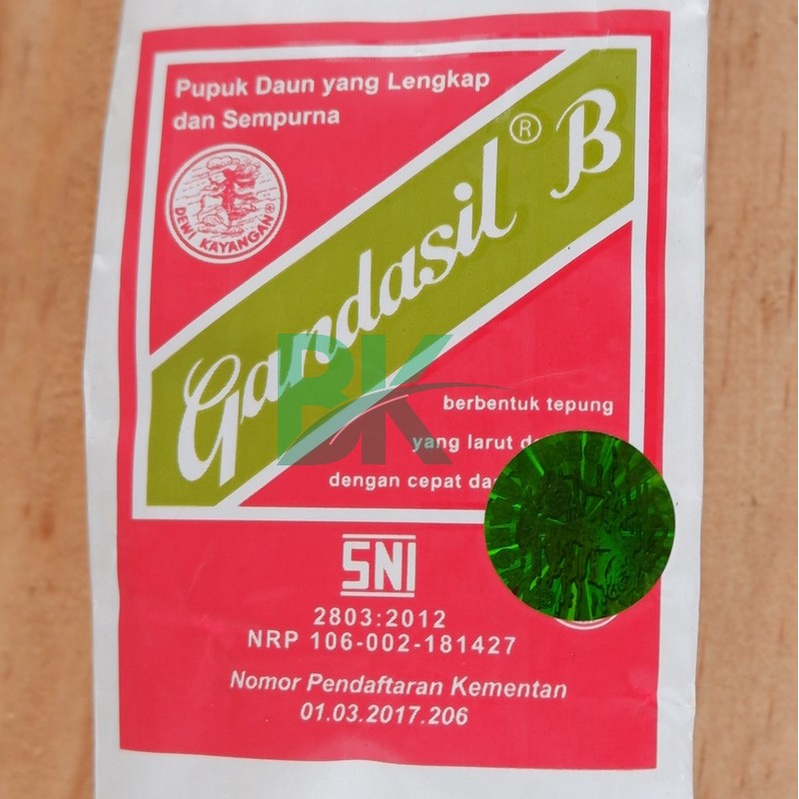 Pupuk Daun yang Lengkap
dan Sempurna
DEWI KAYANGAN®
Gandasil® B
BK
berbentuk tepung
yang larut
dengan cepat
SNI
2803:2012
NRP 106-002-181427
Nomor Pendaftaran Kementan
01.03.2017.206